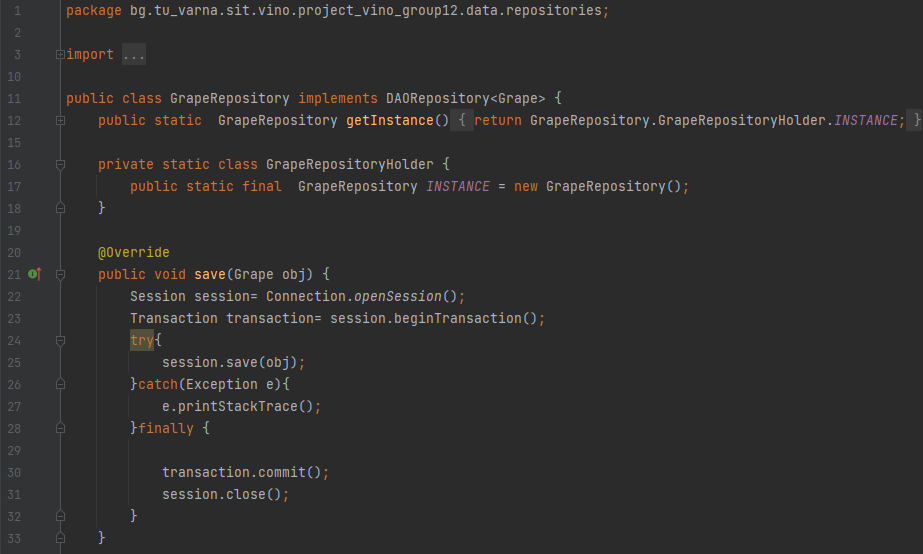 1 package bg.tu_varna.sit.vino.project_vino_group12.data.repositories;
2
3 import ...
10
11 public class GrapeRepository implements DAORepository<Grape> {
12     public static  GrapeRepository getInstance() { return GrapeRepository.GrapeRepositoryHolder.INSTANCE; }
15
16     private static class GrapeRepositoryHolder {
17         public static final  GrapeRepository INSTANCE = new GrapeRepository();
18     }
19
20     @Override
21     public void save(Grape obj) {
22         Session session= Connection.openSession();
23         Transaction transaction= session.beginTransaction();
24         try{
25             session.save(obj);
26         }catch(Exception e){
27             e.printStackTrace();
28         }finally {
29
30             transaction.commit();
31             session.close();
32         }
33     }